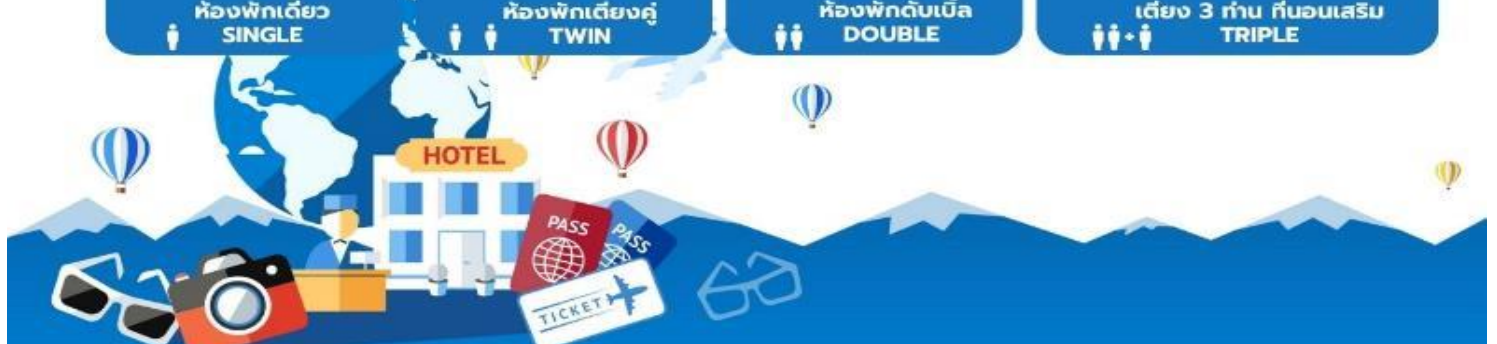 ห้องพักเดี่ยว
SINGLE
ห้องพักเตียงคู่
TWIN
ห้องพักดับเบิ้ล
DOUBLE
เตียง 3 ท่าน ที่นอนเสริม
TRIPLE
HOTEL
PASS
PASS
TICKET